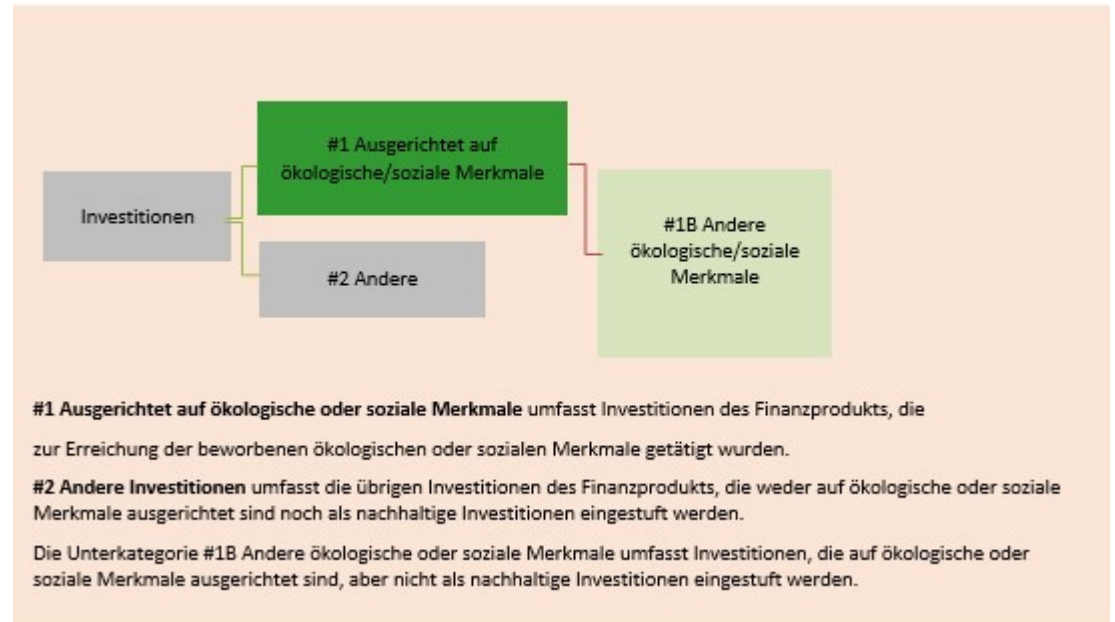 #1 Ausgerichtet auf
ökologische/soziale Merkmale
Investitionen
#1B Andere
ökologische/soziale
Merkmale
#2 Andere
#1 Ausgerichtet auf ökologische oder soziale Merkmale umfasst Investitionen des Finanzprodukts, die
zur Erreichung der beworbenen ökologischen oder sozialen Merkmale getätigt wurden.
#2 Andere Investitionen umfasst die übrigen Investitionen des Finanzprodukts, die weder auf ökologische oder soziale
Merkmale ausgerichtet sind noch als nachhaltige Investitionen eingestuft werden.
Die Unterkategorie #1B Andere ökologische oder soziale Merkmale umfasst Investitionen, die auf ökologische oder
soziale Merkmale ausgerichtet sind, aber nicht als nachhaltige Investitionen eingestuft werden.